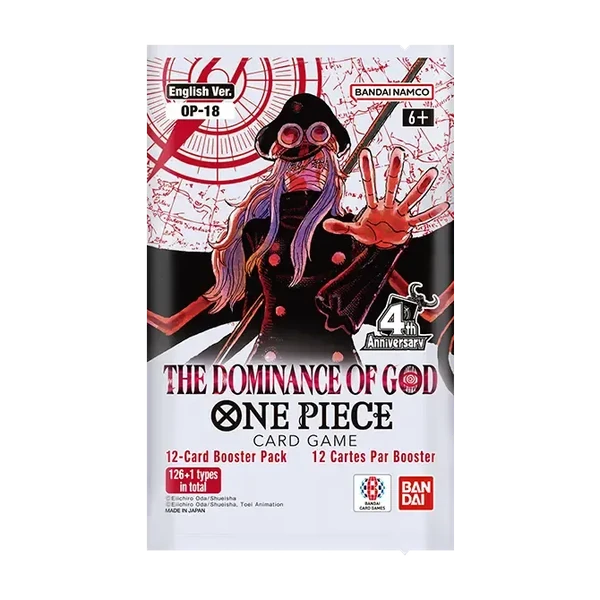 English Ver.
OP-18
BANDAI NAMCO
6+
4th
Anniversary
THE DOMINANCE OF GOD
ONE PIECE
CARD GAME
12-Card Booster Pack 12 Cartes Par Booster
126+1 types
in total
©Eiichiro Oda/Shueisha
©Eiichiro Oda/Shueisha, Toei Animation
MADE IN JAPAN
BANDAI
CARD GAMES
BAN
DAI